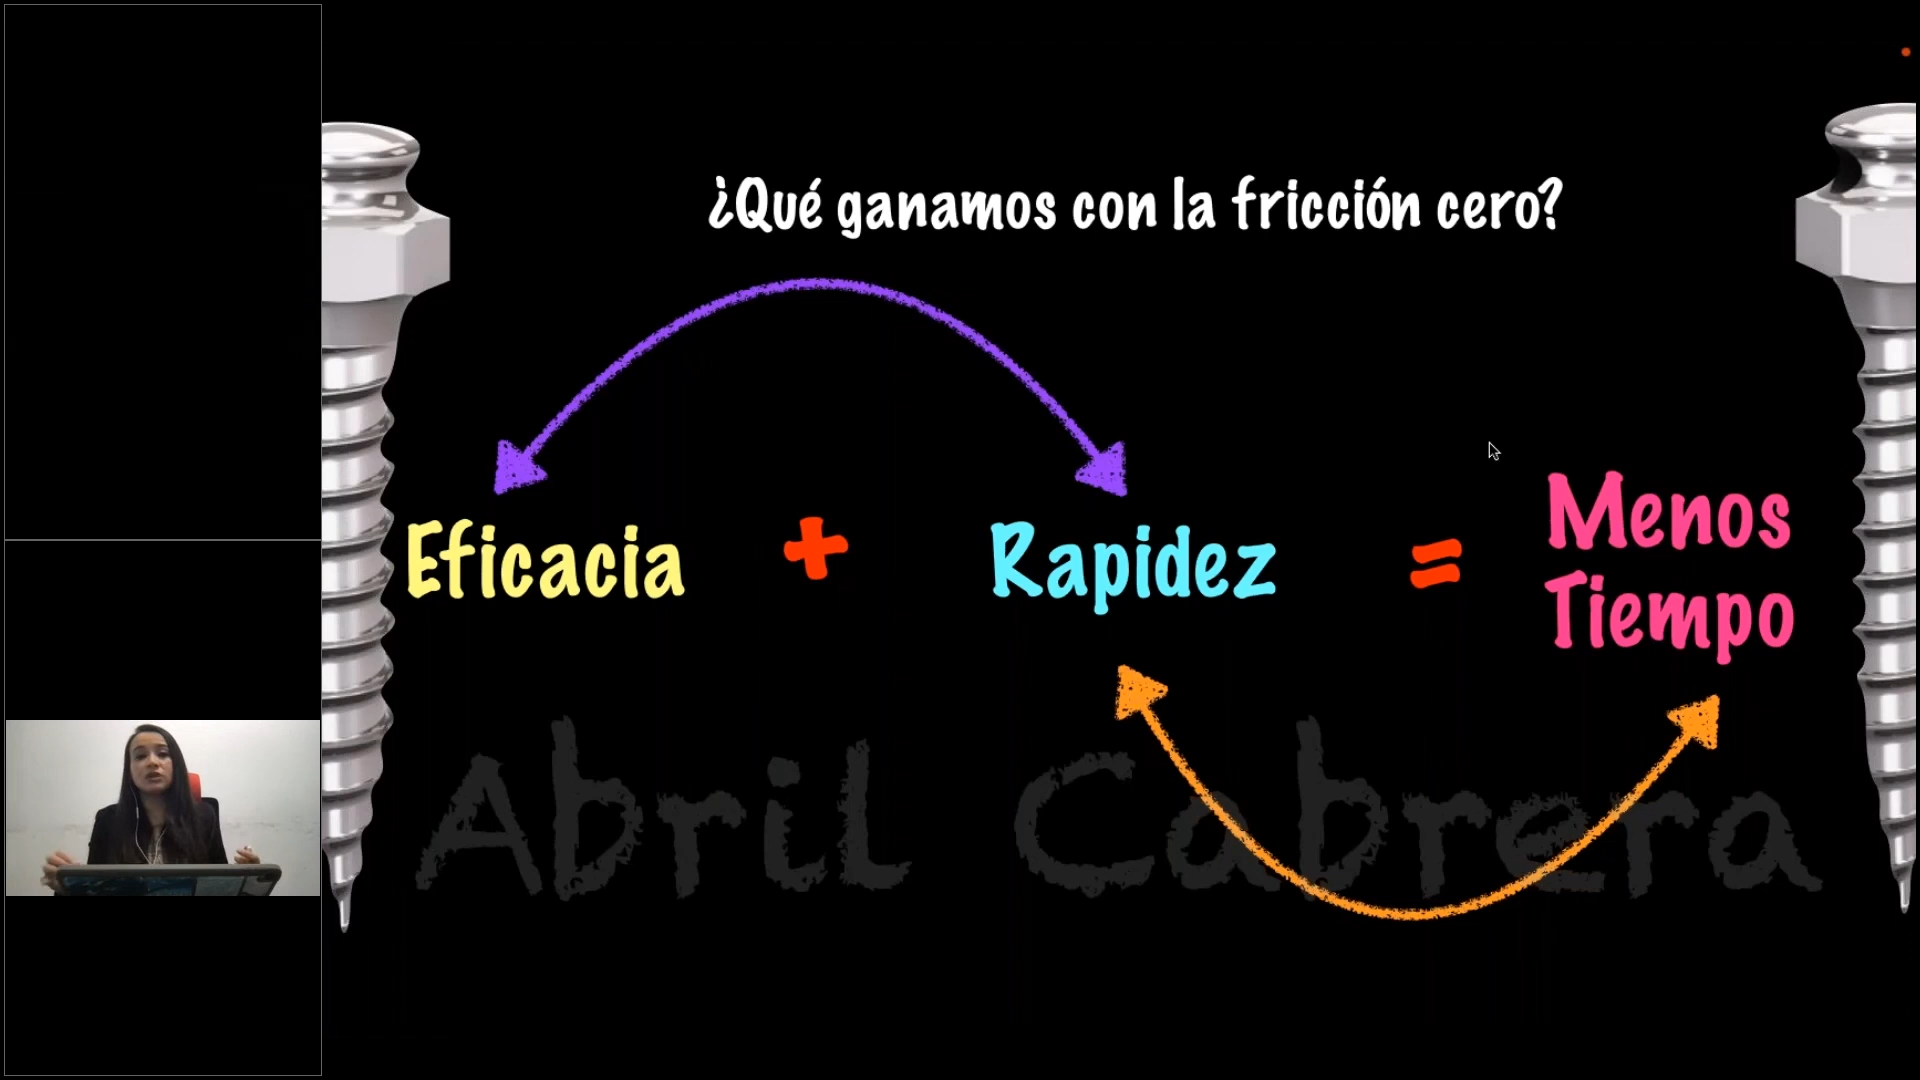 ¿Qué ganamos con la fricción cero?
Eficacia + Rapidez = Menos
Tiempo
Abril Cabrera